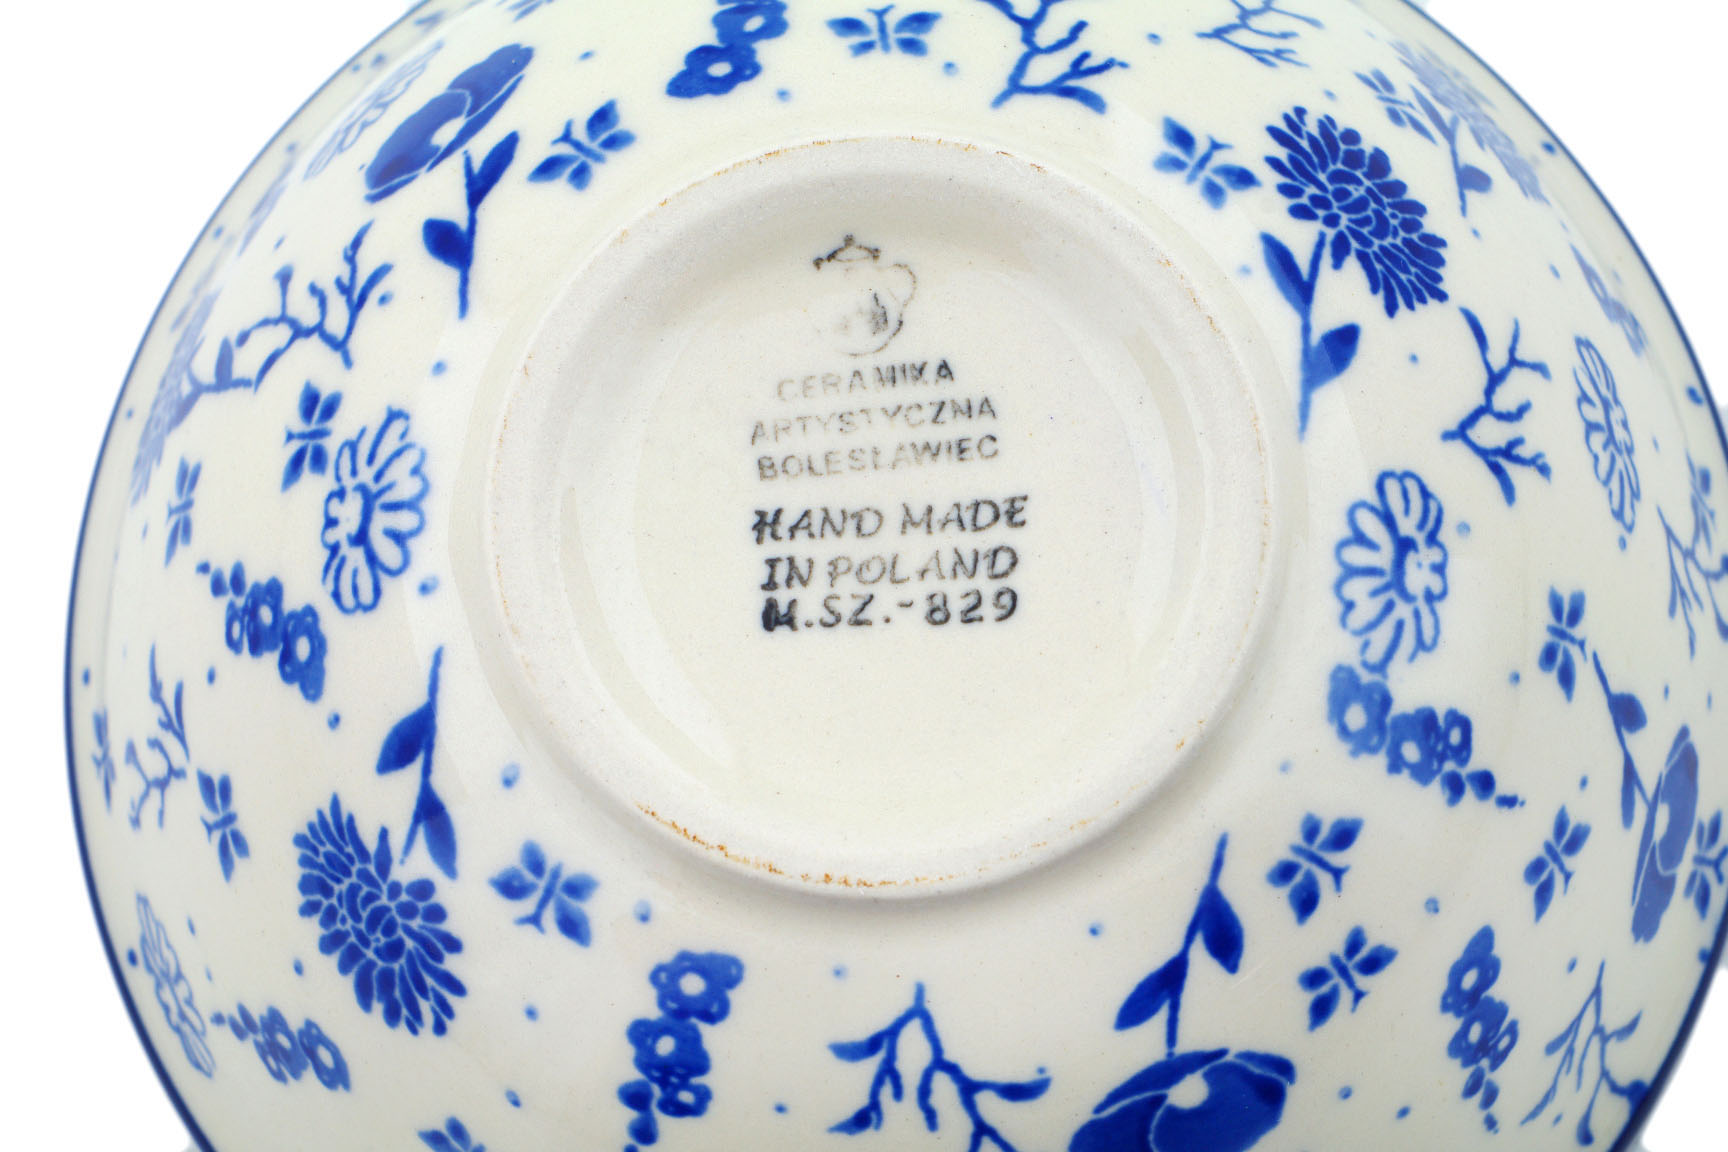 CERAMIKA
ARTYSTYCZNA
BOLESŁAWIEC
HAND MADE
IN POLAND
M.SZ.-829